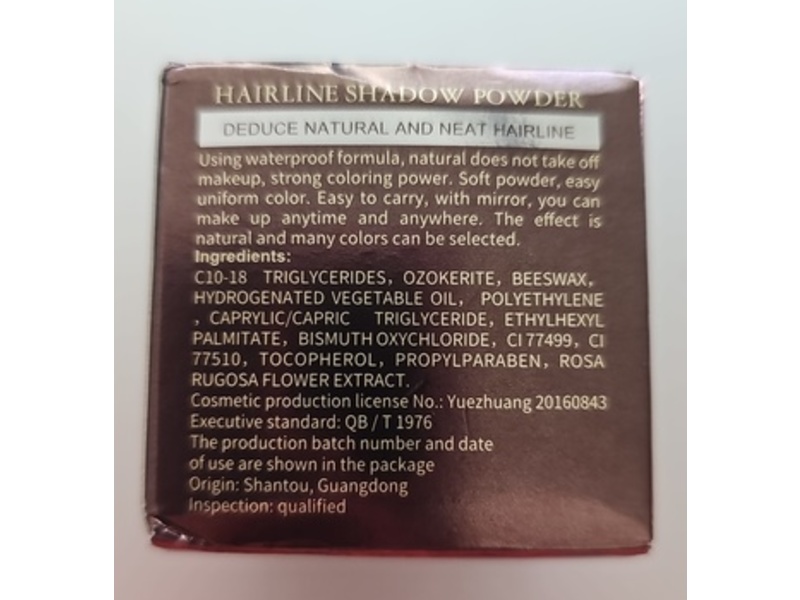 HAIRLINE SHADOW POWDER
DEDUCE NATURAL AND NEAT HAIRLINE
Using waterproof formula, natural does not take off
makeup, strong coloring power. Soft powder, easy
uniform color. Easy to carry, with mirror, you can
make up anytime and anywhere. The effect is
natural and many colors can be selected.
Ingredients:
C10-18 TRIGLYCERIDES, OZOKERITE, BEESWAX,
HYDROGENATED VEGETABLE OIL, POLYETHYLENE
, CAPRYLIC/CAPRIC TRIGLYCERIDE, ETHYLHEXYL
PALMITATE, BISMUTH OXYCHLORIDE, CI 77499, CI
77510, TOCOPHEROL, PROPYLPARABEN, ROSA
RUGOSA FLOWER EXTRACT.
Cosmetic production license No.: Yuezhuang 20160843
Executive standard: QB / T 1976
The production batch number and date
of use are shown in the package
Origin: Shantou, Guangdong
Inspection: qualified